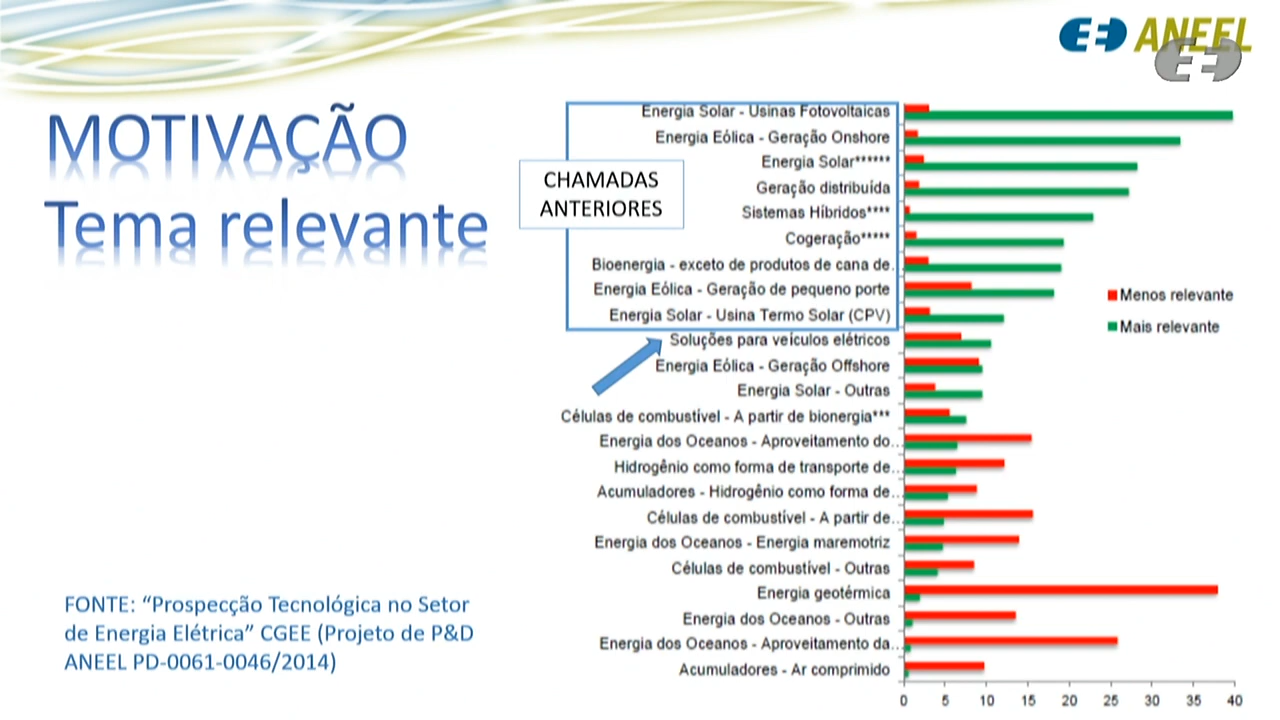 ANEEL
MOTIVAÇÃO
Tema relevante
CHAMADAS
ANTERIORES
Energia Solar - Usinas Fotovoltaicas
Energia Eólica - Geração Onshore
Energia Solar******
Geração distribuída
Sistemas Híbridos****
Cogeração*****
Bioenergia - exceto de produtos de cana de...
Energia Eólica - Geração de pequeno porte
Energia Solar - Usina Termo Solar (CPV)
Soluções para veículos elétricos
Energia Eólica - Geração Offshore
Energia Solar - Outras
Células de combustível - A partir de bionergia***
Energia dos Oceanos - Aproveitamento do...
Hidrogênio como forma de transporte de...
Acumuladores - Hidrogênio como forma de...
Células de combustível - A partir de...
Energia dos Oceanos - Energia maremotriz
Células de combustível - Outras
Energia geotérmica
Energia dos Oceanos - Outras
Energia dos Oceanos - Aproveitamento da...
Acumuladores - Ar comprimido
0 5 10 15 20 25 30 35 40
Menos relevante
Mais relevante
FONTE: “Prospecção Tecnológica no Setor
de Energia Elétrica” CGEE (Projeto de P&D
ANEEL PD-0061-0046/2014)